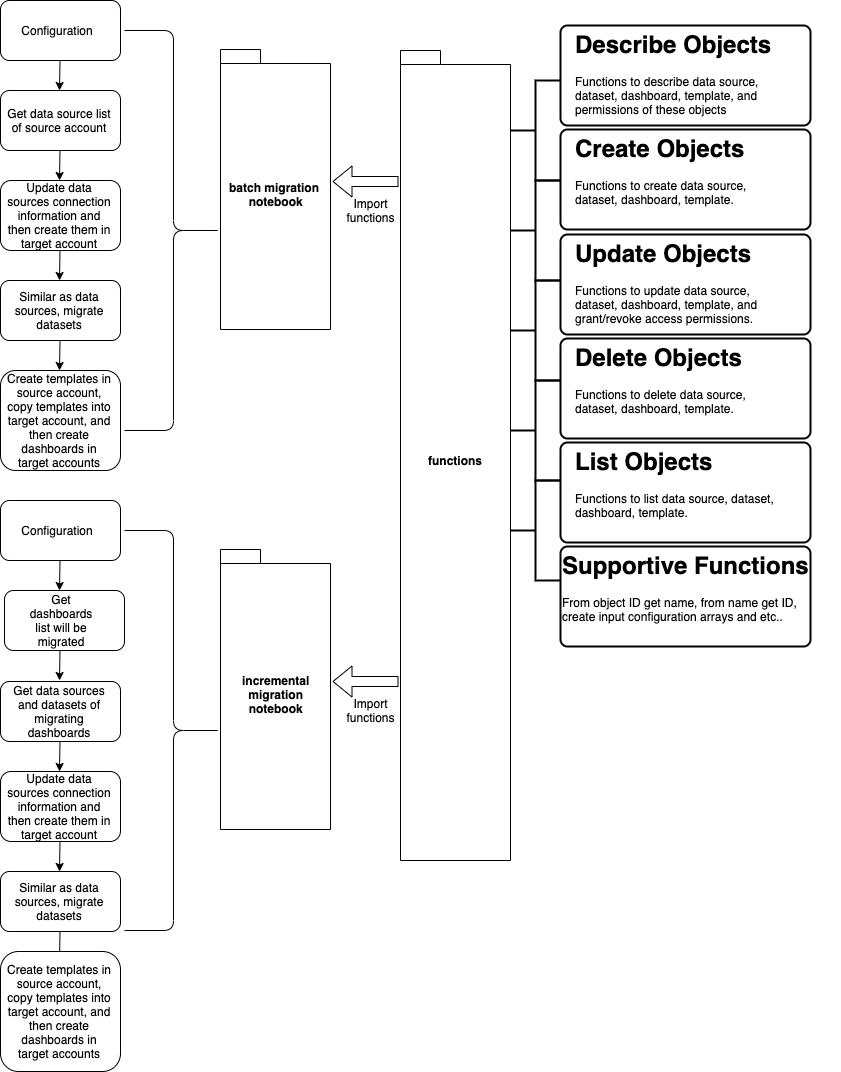 Configuration
Get data source list
of source account
Update data
sources connection
information and
then create them in
target account
Similar as data
sources, migrate
datasets
Create templates in
source account,
copy templates into
target account, and
then create
dashboards in
target accounts
batch migration
notebook
Import
functions
functions
Describe Objects
Functions to describe data source,
dataset, dashboard, template, and
permissions of these objects
Create Objects
Functions to create data source,
dataset, dashboard, template.
Update Objects
Functions to update data source,
dataset, dashboard, template, and
grant/revoke access permissions.
Delete Objects
Functions to delete data source,
dataset, dashboard, template.
List Objects
Functions to list data source, dataset,
dashboard, template.
Supportive Functions
From object ID get name, from name get ID,
create input configuration arrays and etc..
Configuration
Get
dashboards
list will be
migrated
Get data sources
and datasets of
migrating
dashboards
Update data
sources connection
information and
then create them in
target account
Similar as data
sources, migrate
datasets
Create templates in
source account,
copy templates into
target account, and
then create
dashboards in
target accounts
incremental
migration
notebook
Import
functions